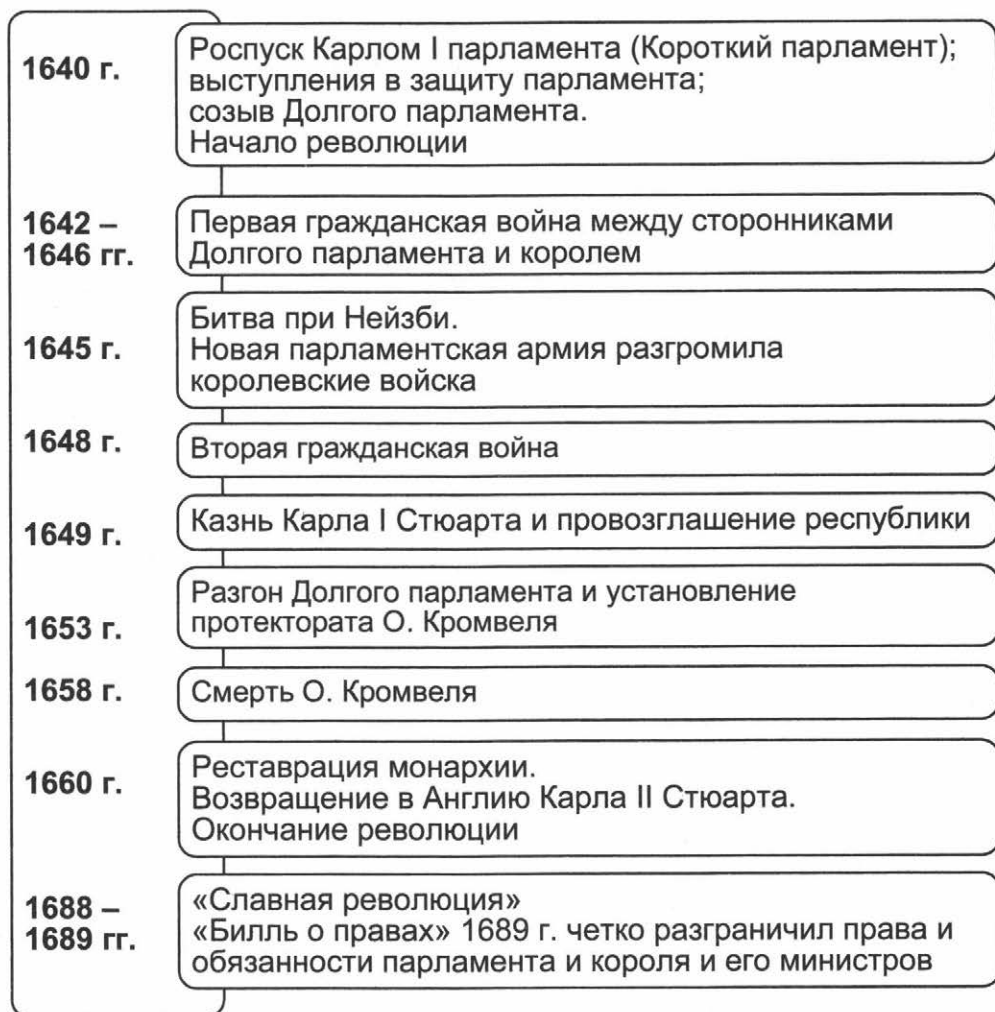 1640 г.
Роспуск Карлом I парламента (Короткий парламент);
выступления в защиту парламента;
созыв Долгого парламента.
Начало революции
1642 –
1646 гг.
Первая гражданская война между сторонниками
Долгого парламента и королем
1645 г.
Битва при Нейзби.
Новая парламентская армия разгромила
королевские войска
1648 г.
Вторая гражданская война
1649 г.
Казнь Карла I Стюарта и провозглашение республики
1653 г.
Разгон Долгого парламента и установление
протектората О. Кромвеля
1658 г.
Смерть О. Кромвеля
1660 г.
Реставрация монархии.
Возвращение в Англию Карла II Стюарта.
Окончание революции
1688 –
1689 гг.
«Славная революция»
«Билль о правах» 1689 г. четко разграничил права и
обязанности парламента и короля и его министров